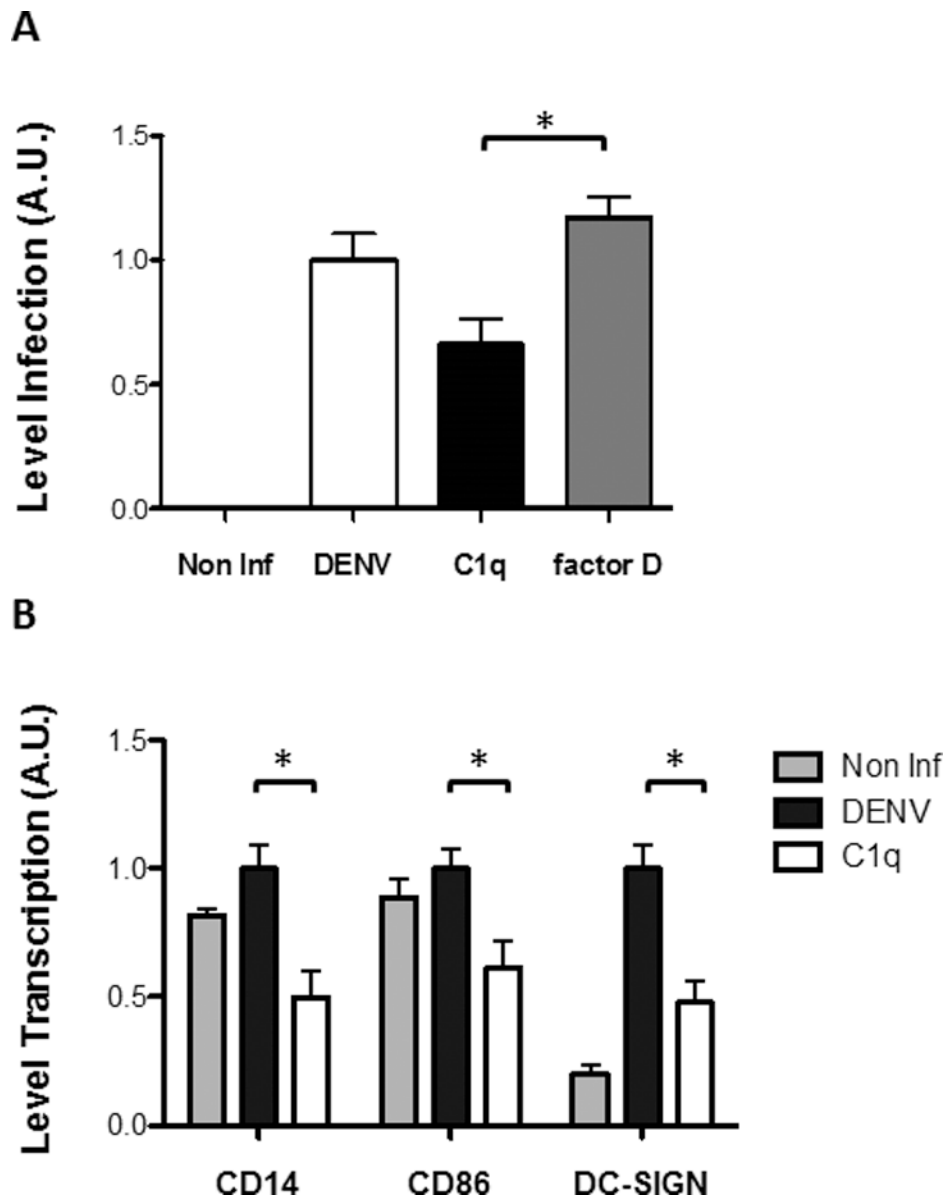 A
Level Infection (A.U.)
1.5
1.0
0.5
0.0
*
Non Inf DENV C1q factor D
B
Level Transcription (A.U.)
1.5
1.0
0.5
0.0
* * *
CD14 CD86 DC-SIGN
Non Inf
DENV
C1q